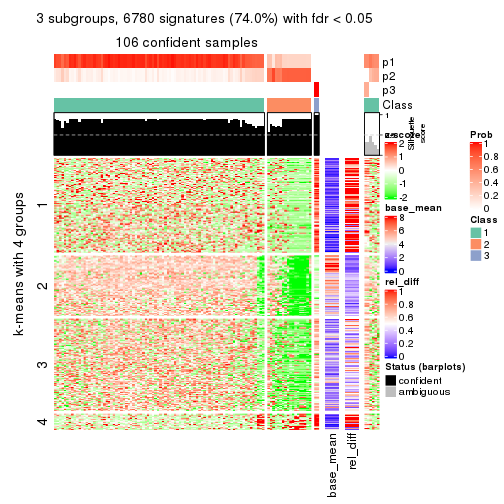 3 subgroups, 6780 signatures (74.0%) with fdr < 0.05
106 confident samples
p1
p2
p3
Class
1
Silhouette
score
k-means with 4 groups
1
2
3
4
base_mean
rel_diff
z-score
2
1
0
-1
-2
base_mean
8
6
4
2
0
rel_diff
1
0.8
0.6
0.4
0.2
0
Status (barplots)
confident
ambiguous
Prob
1
0.8
0.6
0.4
0.2
0
Class
1
2
3